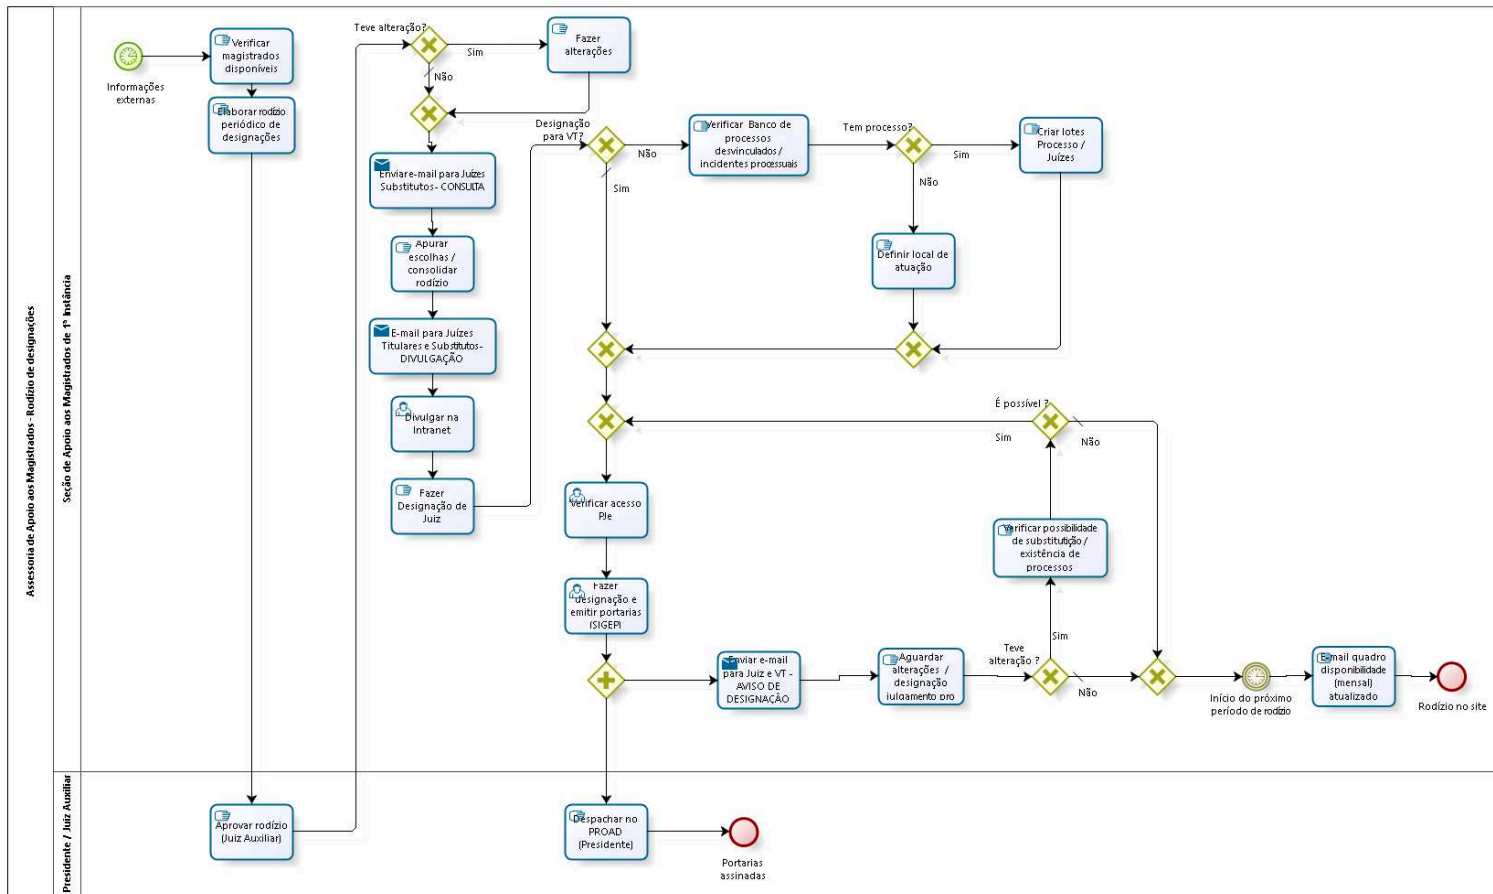 Assessoria de Apoio aos Magistrados - Rodízio de designações
Seção de Apoio aos Magistrados de 1ª Instância
Presidente / Juiz Auxiliar
Informações
externas
Verificar
magistrados
disponíveis
Elaborar rodízio
periódico de
designações
Teve alteração?
Sim
Não
Fazer
alterações
Enviar e-mail para Juízes
Substitutos - CONSULTA
Apurar
escolhas /
consolidar
rodízio
E-mail para Juízes
Titulares e Substitutos-
DIVULGAÇÃO
Divulgar na
Intranet
Fazer
Designação de
Juiz
Designação
para VT?
Não
Sim
Verificar Banco de
processos
desvinculados /
incidentes processuais
Tem processo?
Sim
Não
Criar lotes
Processo /
Juízes
Definir local de
atuação
É possível ?
Sim
Não
Verificar acesso
PJe
Verificar possibilidade
de substitutição /
existência de
processos
Fazer
designação e
emitir portarias
(SIGEP)
Enviar e-mail
para Juiz e VT -
AVISO DE
DESIGNAÇÃO
Aguardar
alterações /
designação
julgamento pro
Teve
alteração ?
Sim
Não
Início do próximo
período de rodízio
E-mail quadro
disponibilidade
(mensal)
atualizado
Rodízio no site
Aprovar rodízio
(Juiz Auxiliar)
Despachar no
PROAD
(Presidente)
Portarias
assinadas